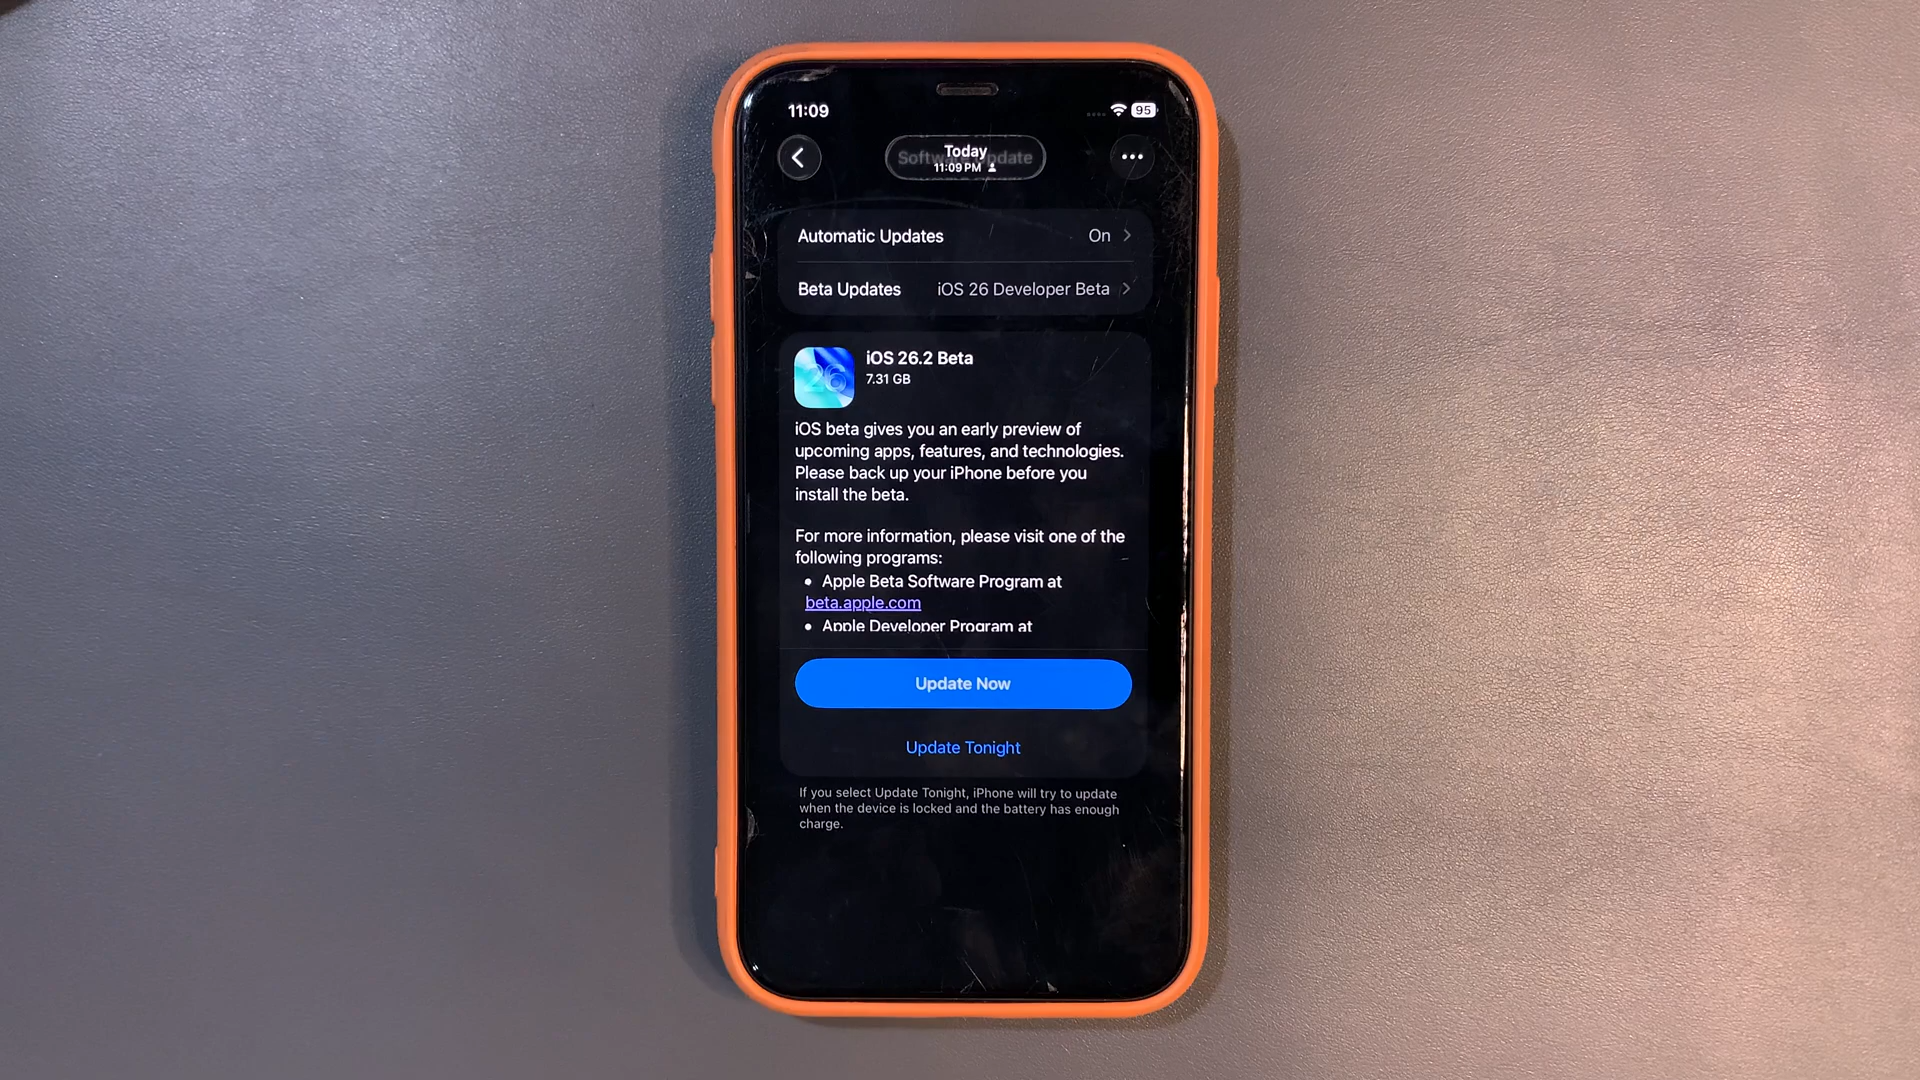 11:09
95
Software Update
Today
11:09 PM
Automatic Updates On
Beta Updates iOS 26 Developer Beta
26
iOS 26.2 Beta
7.31 GB
iOS beta gives you an early preview of
upcoming apps, features, and technologies.
Please back up your iPhone before you
install the beta.
For more information, please visit one of the
following programs:
• Apple Beta Software Program at
beta.apple.com
• Apple Developer Program at
Update Now
Update Tonight
If you select Update Tonight, iPhone will try to update
when the device is locked and the battery has enough
charge.